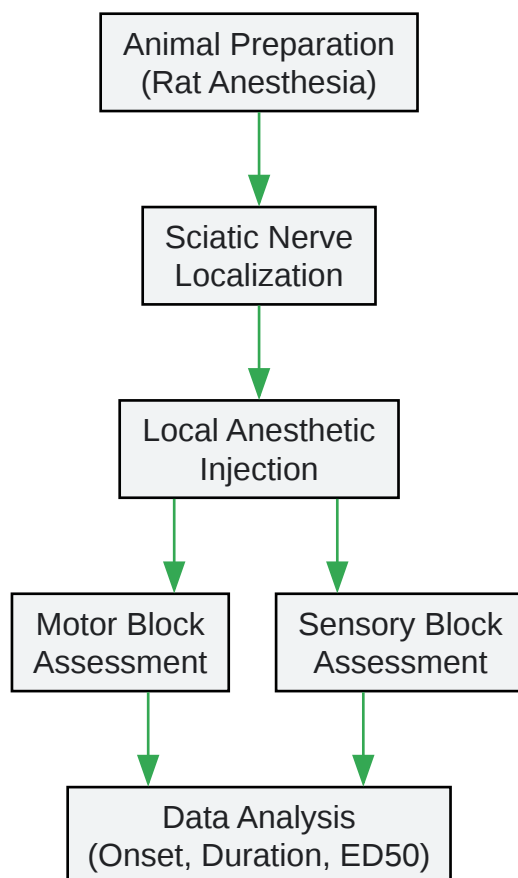 Animal Preparation
(Rat Anesthesia)
Sciatic Nerve
Localization
Local Anesthetic
Injection
Motor Block
Assessment
Sensory Block
Assessment
Data Analysis
(Onset, Duration, ED50)